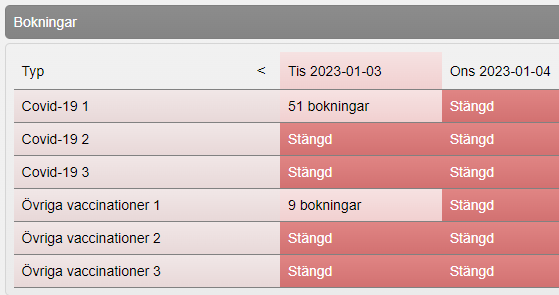 Bokningar
Typ < Tis 2023-01-03 Ons 2023-01-04
Covid-19 1 51 bokningar Stängd
Covid-19 2 Stängd Stängd
Covid-19 3 Stängd Stängd
Övriga vaccinationer 1 9 bokningar Stängd
Övriga vaccinationer 2 Stängd Stängd
Övriga vaccinationer 3 Stängd Stängd